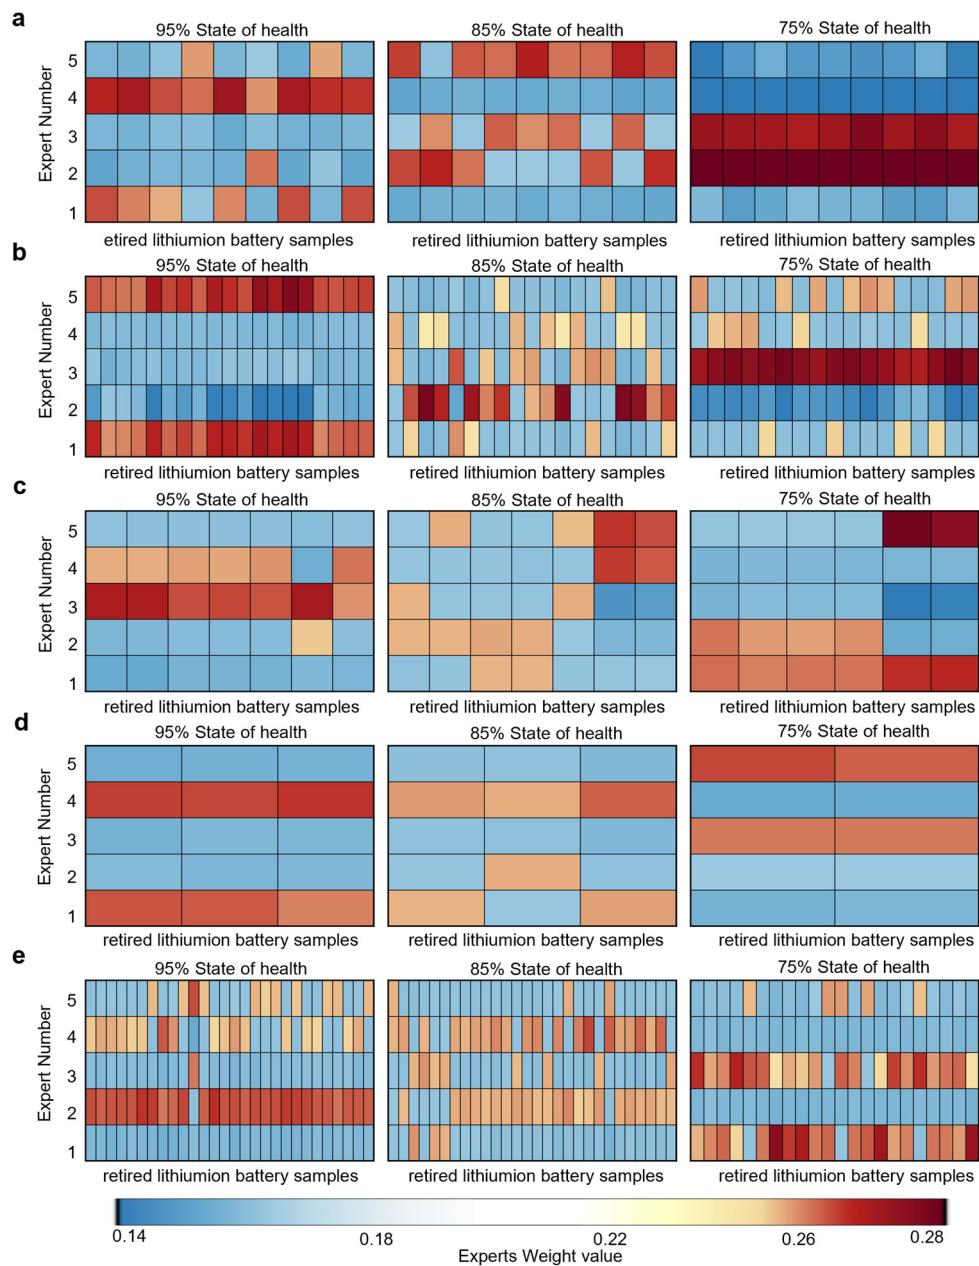 a
95% State of health
85% State of health
75% State of health
Expert Number
5
4
3
2
1
etired lithiumion battery samples
retired lithiumion battery samples
retired lithiumion battery samples
b
95% State of health
85% State of health
75% State of health
Expert Number
5
4
3
2
1
retired lithiumion battery samples
retired lithiumion battery samples
retired lithiumion battery samples
c
95% State of health
85% State of health
75% State of health
Expert Number
5
4
3
2
1
retired lithiumion battery samples
retired lithiumion battery samples
retired lithiumion battery samples
d
95% State of health
85% State of health
75% State of health
Expert Number
5
4
3
2
1
retired lithiumion battery samples
retired lithiumion battery samples
retired lithiumion battery samples
e
95% State of health
85% State of health
75% State of health
Expert Number
5
4
3
2
1
retired lithiumion battery samples
retired lithiumion battery samples
retired lithiumion battery samples
0.14 0.18 0.22 0.26 0.28
Experts Weight value